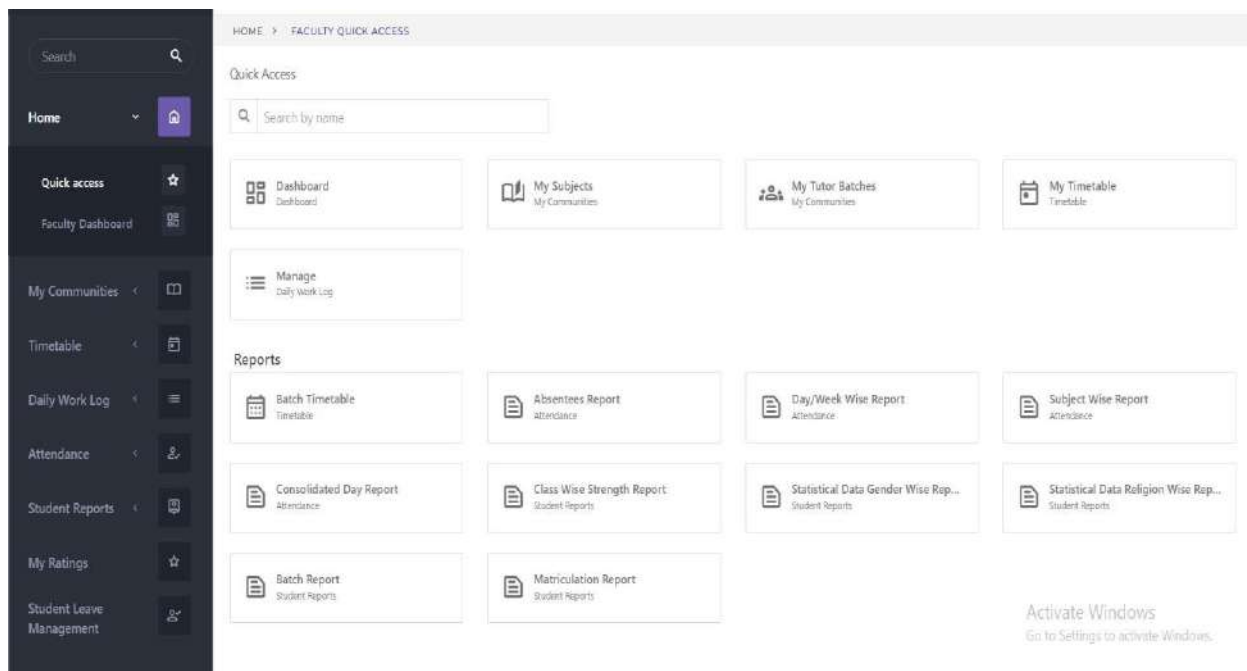 Search
Home
Quick access
Faculty Dashboard
My Communities
Timetable
Daily Work Log
Attendance
Student Reports
My Ratings
Student Leave
Management
HOME > FACULTY QUICK ACCESS
Quick Access
Search by name
Dashboard
Dashboard
My Subjects
My Communities
My Tutor Batches
My Communities
My Timetable
Timetable
Manage
Daily Work Log
Reports
Batch Timetable
Timetable
Absentees Report
Attendance
Day/Week Wise Report
Attendance
Subject Wise Report
Attendance
Consolidated Day Report
Attendance
Class Wise Strength Report
Student Reports
Statistical Data Gender Wise Rep...
Student Reports
Statistical Data Religion Wise Rep...
Student Reports
Batch Report
Student Reports
Matriculation Report
Student Reports
Activate Windows
Go to Settings to activate Windows.